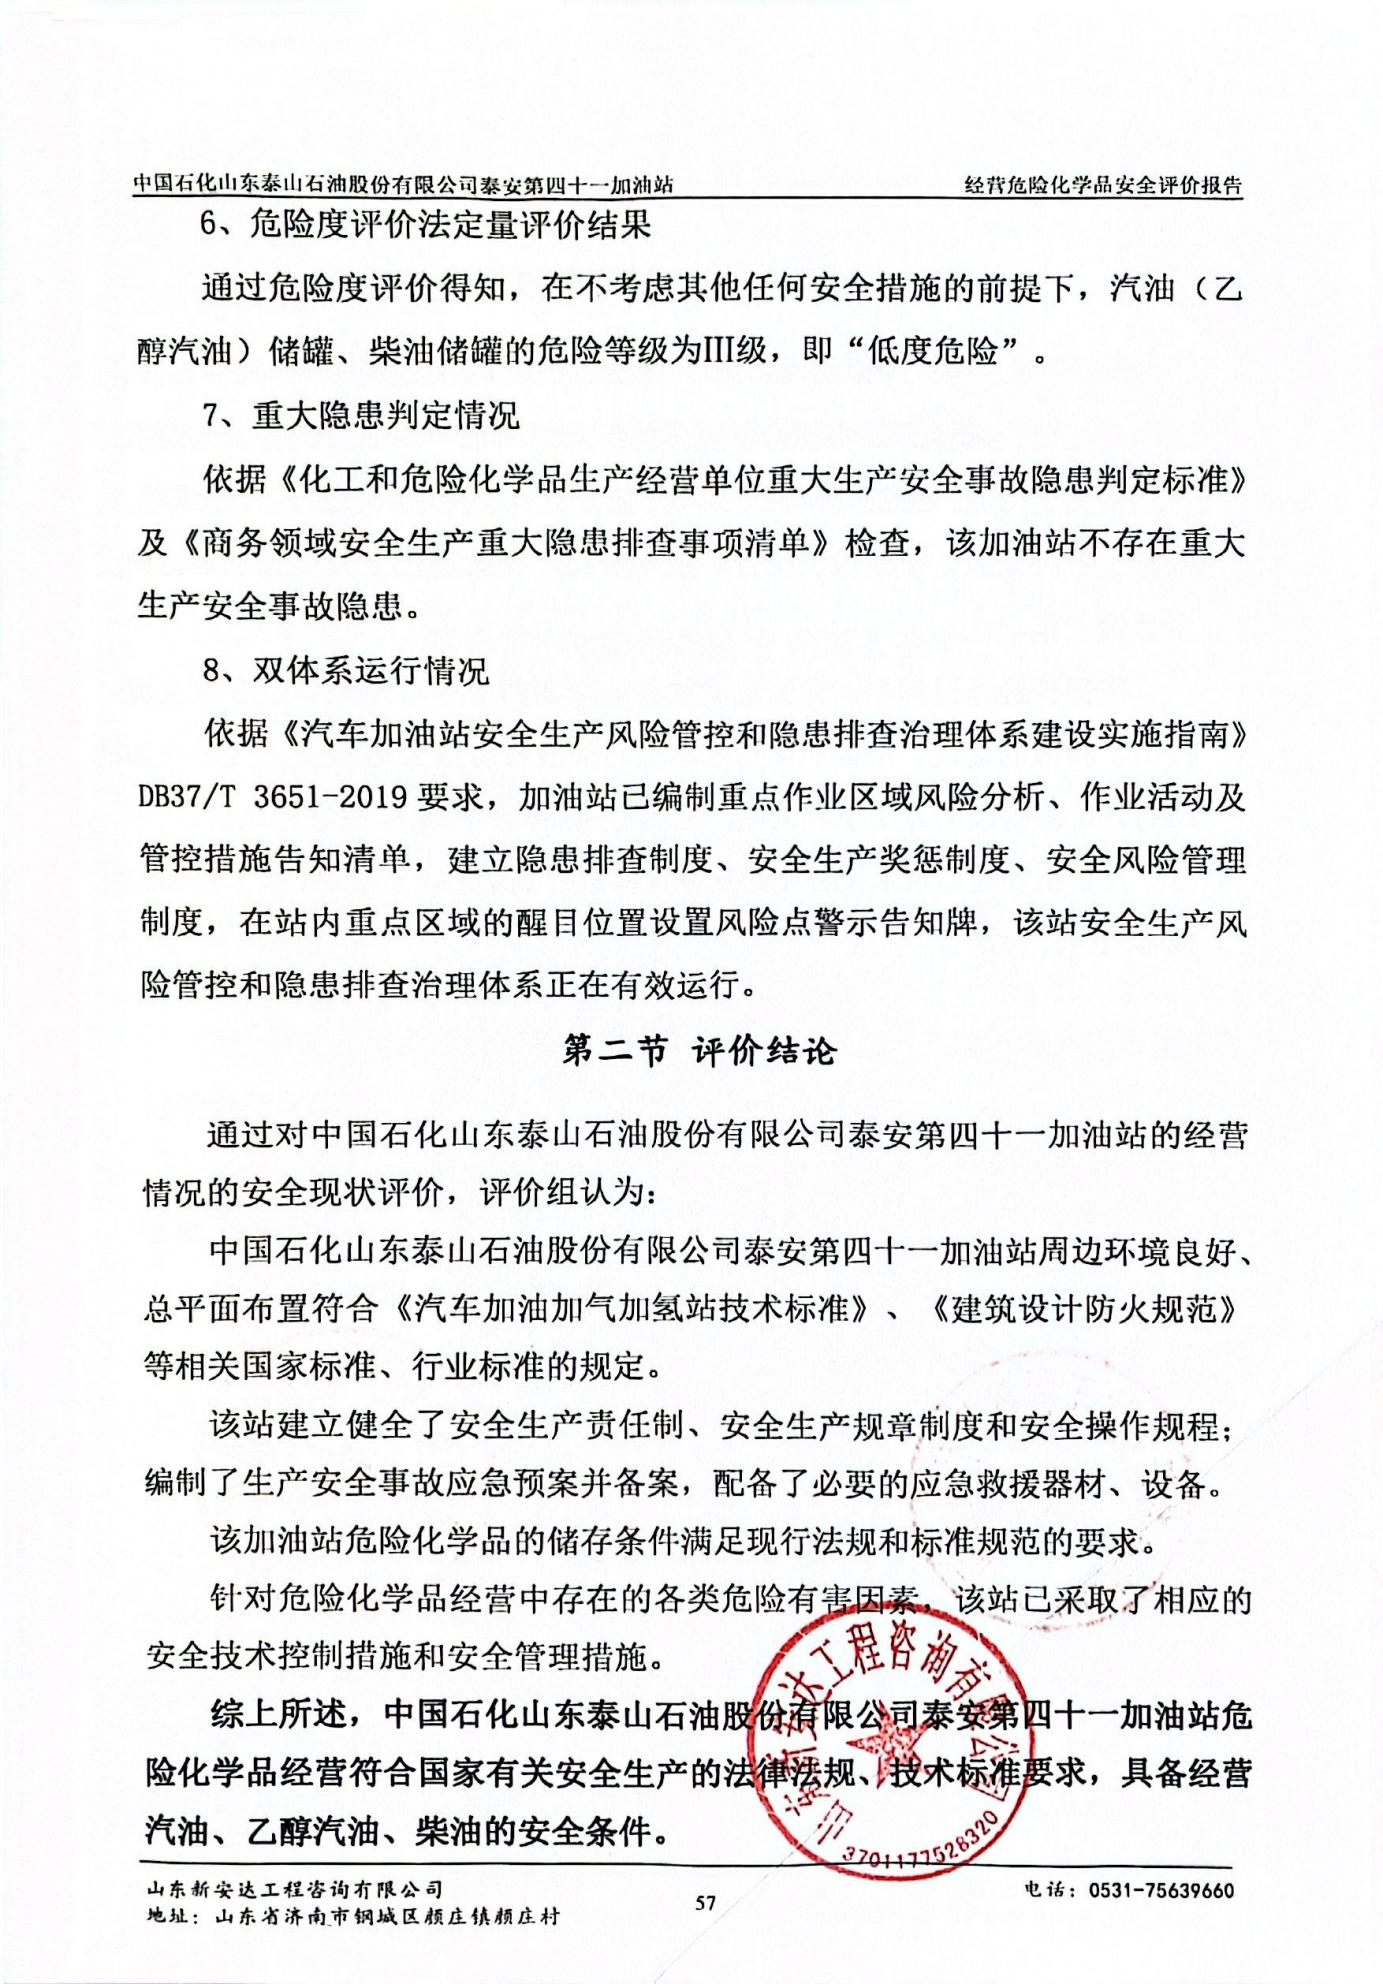 中国石化山东泰山石油股份有限公司泰安第四十一加油站 经营危险化学品安全评价报告
6、危险度评价法定量评价结果
通过危险度评价得知，在不考虑其他任何安全措施的前提下，汽油（乙
醇汽油）储罐、柴油储罐的危险等级为III级，即“低度危险”。
7、重大隐患判定情况
依据《化工和危险化学品生产经营单位重大生产安全事故隐患判定标准》
及《商务领域安全生产重大隐患排查事项清单》检查，该加油站不存在重大
生产安全事故隐患。
8、双体系运行情况
依据《汽车加油站安全生产风险管控和隐患排查治理体系建设实施指南》
DB37/T 3651-2019 要求，加油站已编制重点作业区域风险分析、作业活动及
管控措施告知清单，建立隐患排查制度、安全生产奖惩制度、安全风险管理
制度，在站内重点区域的醒目位置设置风险点警示告知牌，该站安全生产风
险管控和隐患排查治理体系正在有效运行。
第二节 评价结论
通过对中国石化山东泰山石油股份有限公司泰安第四十一加油站的经营
情况的安全现状评价，评价组认为：
中国石化山东泰山石油股份有限公司泰安第四十一加油站周边环境良好、
总平面布置符合《汽车加油加气加氢站技术标准》、《建筑设计防火规范》
等相关国家标准、行业标准的规定。
该站建立健全了安全生产责任制、安全生产规章制度和安全操作规程；
编制了生产安全事故应急预案并备案，配备了必要的应急救援器材、设备。
该加油站危险化学品的储存条件满足现行法规和标准规范的要求。
针对危险化学品经营中存在的各类危险有害因素，该站已采取了相应的
安全技术控制措施和安全管理措施。
综上所述，中国石化山东泰山石油股份有限公司泰安第四十一加油站危
险化学品经营符合国家有关安全生产的法律法规、技术标准要求，具备经营
汽油、乙醇汽油、柴油的安全条件。
山东新安达工程咨询有限公司
3701177528320
山东新安达工程咨询有限公司 电话：0531-75639660
地址：山东省济南市钢城区颜庄镇颜庄村
57